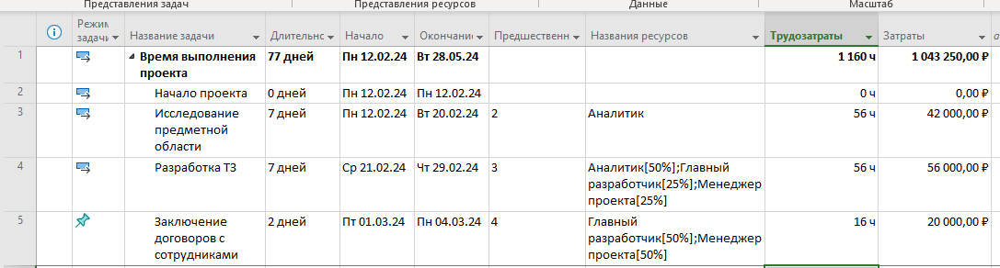 Представления задач Представления ресурсов Данные Масштаб
Режим задачи Название задачи Длительнс Начало Окончание Предшественн Названия ресурсов Трудозатраты Затраты
1 Время выполнения проекта 77 дней Пн 12.02.24 Вт 28.05.24 1 160 ч 1 043 250,00 ₽
2 Начало проекта 0 дней Пн 12.02.24 Пн 12.02.24 0 ч 0,00 ₽
3 Исследование предметной области 7 дней Пн 12.02.24 Вт 20.02.24 2 Аналитик 56 ч 42 000,00 ₽
4 Разработка ТЗ 7 дней Ср 21.02.24 Чт 29.02.24 3 Аналитик[50%];Главный разработчик[25%];Менеджер проекта[25%] 56 ч 56 000,00 ₽
5 Заключение договоров с сотрудниками 2 дней Пт 01.03.24 Пн 04.03.24 4 Главный разработчик[50%];Менеджер проекта[50%] 16 ч 20 000,00 ₽